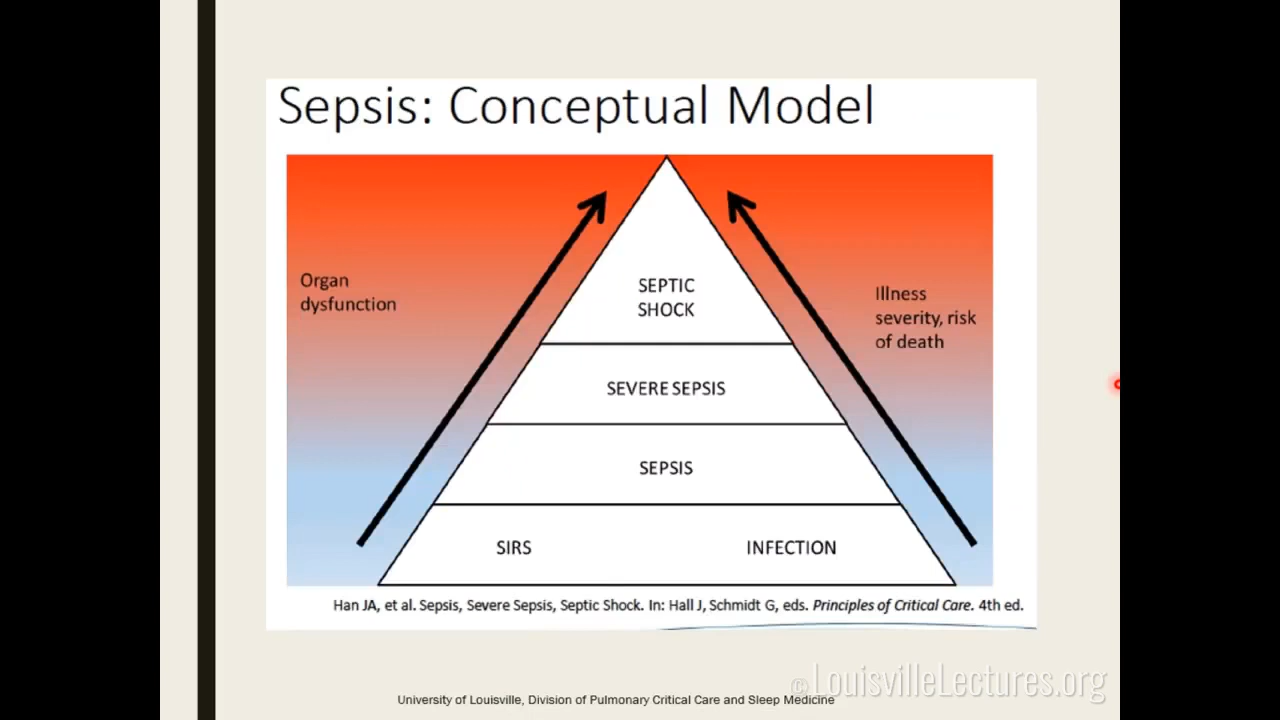 Sepsis: Conceptual Model
Organ
dysfunction
SEPTIC
SHOCK
Illness
severity, risk
of death
SEVERE SEPSIS
SEPSIS
SIRS
INFECTION
Han JA, et al. Sepsis, Severe Sepsis, Septic Shock. In: Hall J, Schmidt G, eds. Principles of Critical Care. 4th ed.
©LouisvilleLectures.org
University of Louisville, Division of Pulmonary Critical Care and Sleep Medicine